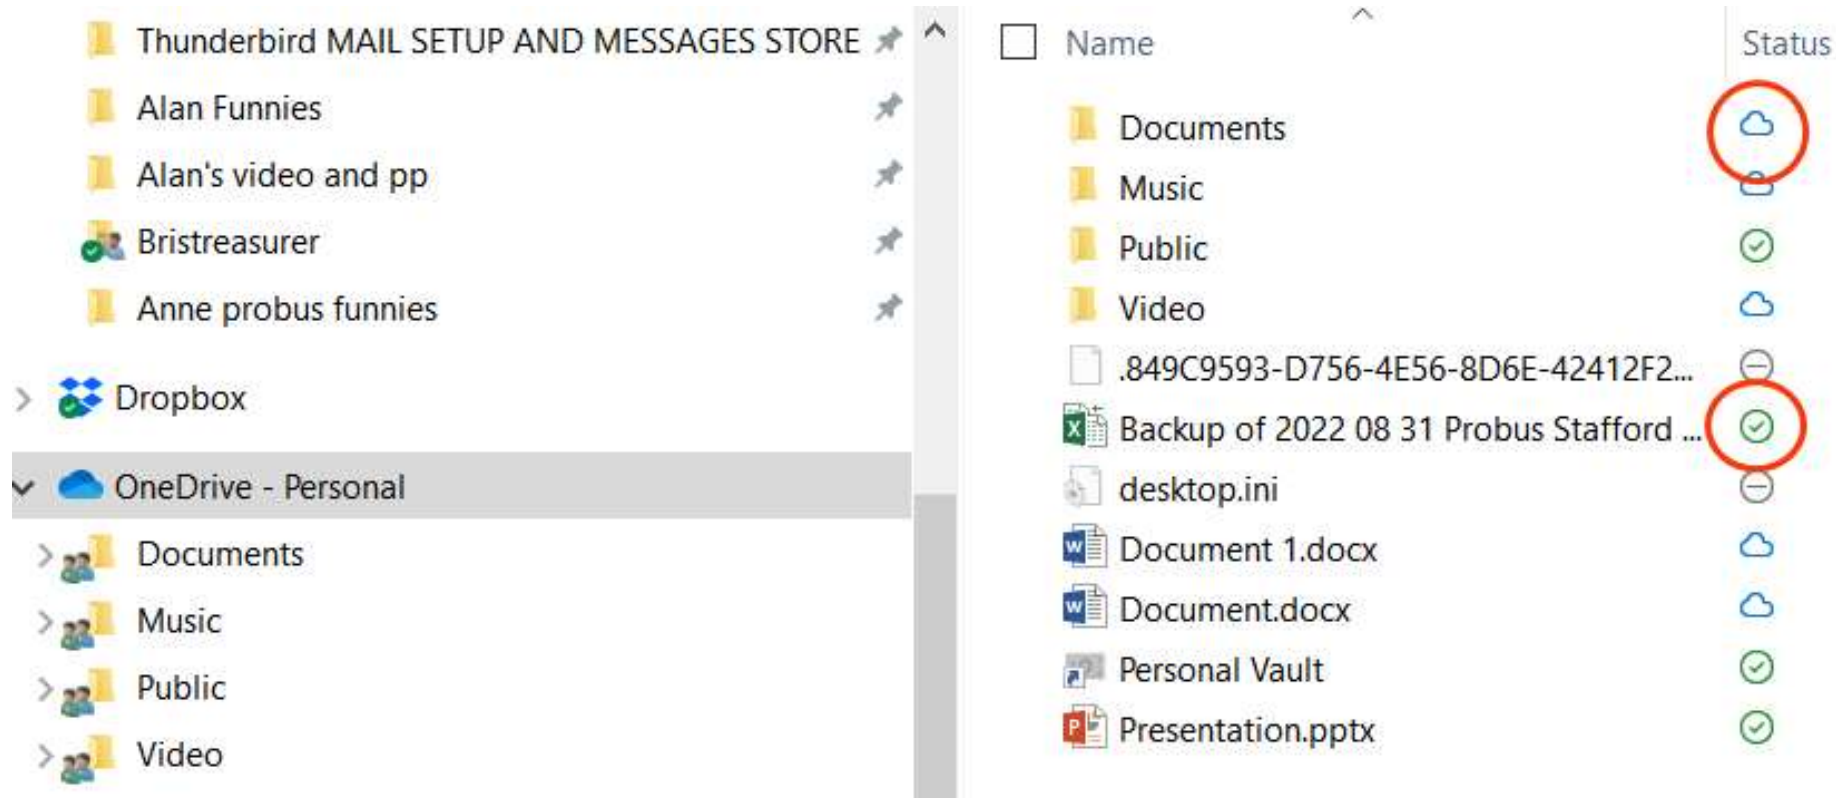 Thunderbird MAIL SETUP AND MESSAGES STORE
Alan Funnies
Alan's video and pp
Bristreasurer
Anne probus funnies
Dropbox
OneDrive - Personal
Documents
Music
Public
Video
Name
Status
Documents
Music
Public
Video
.849C9593-D756-4E56-8D6E-42412F2...
Backup of 2022 08 31 Probus Stafford ...
desktop.ini
Document 1.docx
Document.docx
Personal Vault
Presentation.pptx